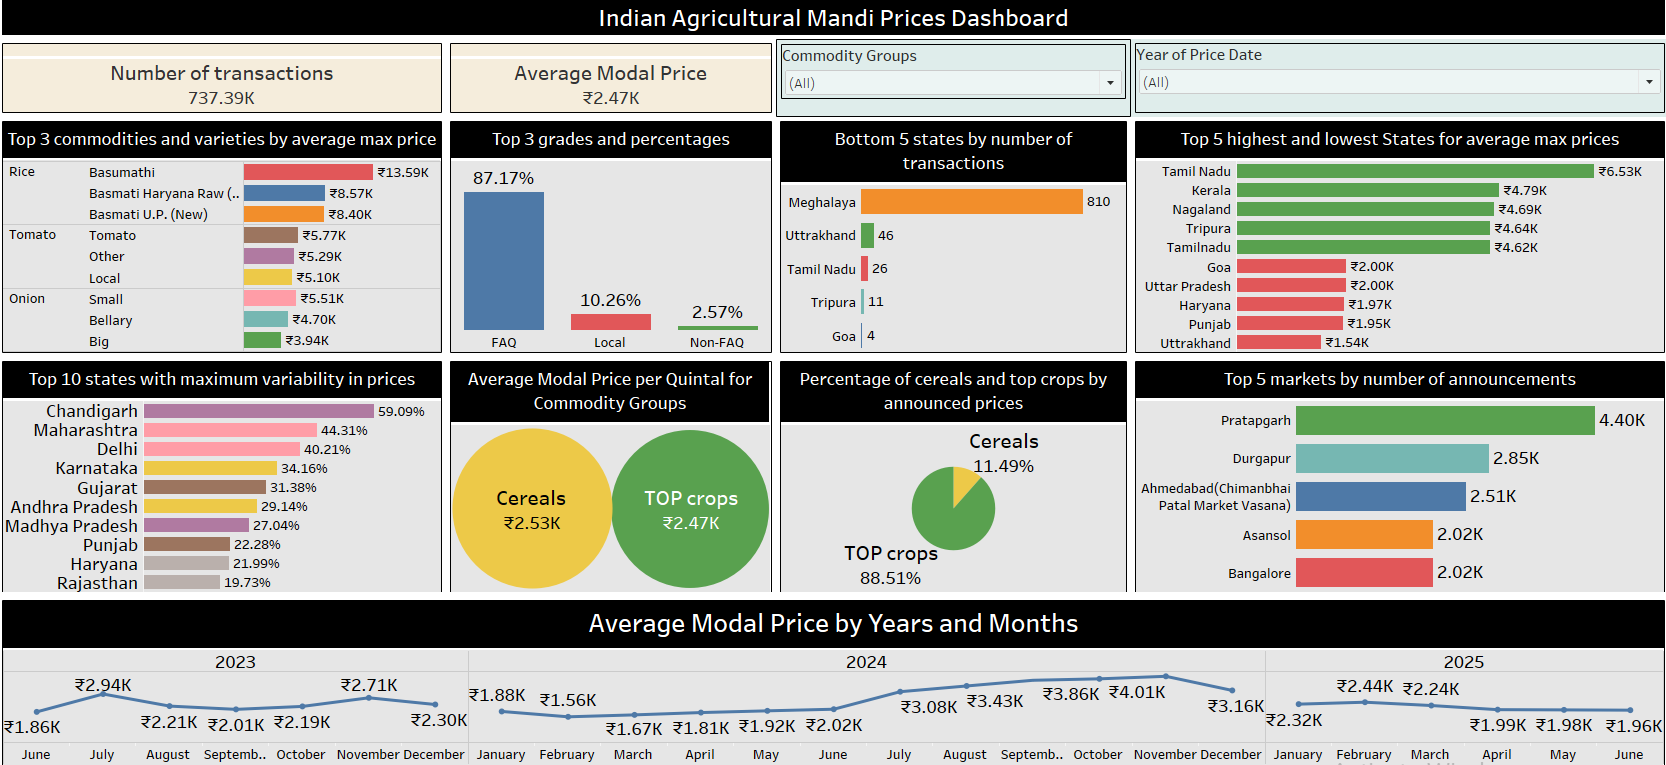 Indian Agricultural Mandi Prices Dashboard
Number of transactions
737.39K
Average Modal Price
₹2.47K
Commodity Groups
(All)
Year of Price Date
(All)
Top 3 commodities and varieties by average max price
Rice
Basumathi ₹13.59K
Basmati Haryana Raw (.. ₹8.57K
Basmati U.P. (New) ₹8.40K
Tomato
Tomato ₹5.77K
Other ₹5.29K
Local ₹5.10K
Onion
Small ₹5.51K
Bellary ₹4.70K
Big ₹3.94K
Top 3 grades and percentages
87.17%
10.26%
2.57%
FAQ Local Non-FAQ
Bottom 5 states by number of
transactions
Meghalaya 810
Uttrakhand 46
Tamil Nadu 26
Tripura 11
Goa 4
Top 5 highest and lowest States for average max prices
Tamil Nadu ₹6.53K
Kerala ₹4.79K
Nagaland ₹4.69K
Tripura ₹4.64K
Tamilnadu ₹4.62K
Goa ₹2.00K
Uttar Pradesh ₹2.00K
Haryana ₹1.97K
Punjab ₹1.95K
Uttrakhand ₹1.54K
Top 10 states with maximum variability in prices
Chandigarh 59.09%
Maharashtra 44.31%
Delhi 40.21%
Karnataka 34.16%
Gujarat 31.38%
Andhra Pradesh 29.14%
Madhya Pradesh 27.04%
Punjab 22.28%
Haryana 21.99%
Rajasthan 19.73%
Average Modal Price per Quintal for
Commodity Groups
Cereals
₹2.53K
TOP crops
₹2.47K
Percentage of cereals and top crops by
announced prices
Cereals
11.49%
TOP crops
88.51%
Top 5 markets by number of announcements
Pratapgarh 4.40K
Durgapur 2.85K
Ahmedabad(Chimanbhai
Patal Market Vasana) 2.51K
Asansol 2.02K
Bangalore 2.02K
Average Modal Price by Years and Months
2023 2024 2025
₹1.86K ₹2.94K ₹2.21K ₹2.01K ₹2.19K ₹2.71K ₹2.30K
₹1.88K ₹1.56K ₹1.67K ₹1.81K ₹1.92K ₹2.02K ₹3.08K ₹3.43K ₹3.86K ₹4.01K ₹3.16K
₹2.32K ₹2.44K ₹2.24K ₹1.99K ₹1.98K ₹1.96K
June July August Septemb.. October November December January February March April May June July August Septemb.. October November December January February March April May June